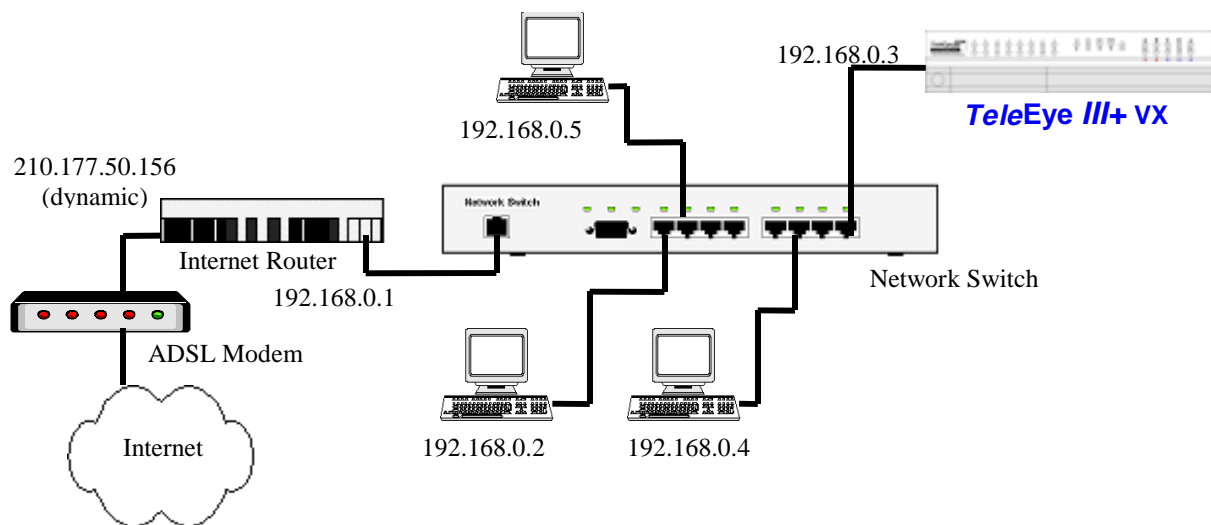 192.168.0.3
TeleEye III+ VX
192.168.0.5
210.177.50.156
(dynamic)
Network Switch
Internet Router
192.168.0.1
Network Switch
ADSL Modem
Internet
192.168.0.2
192.168.0.4